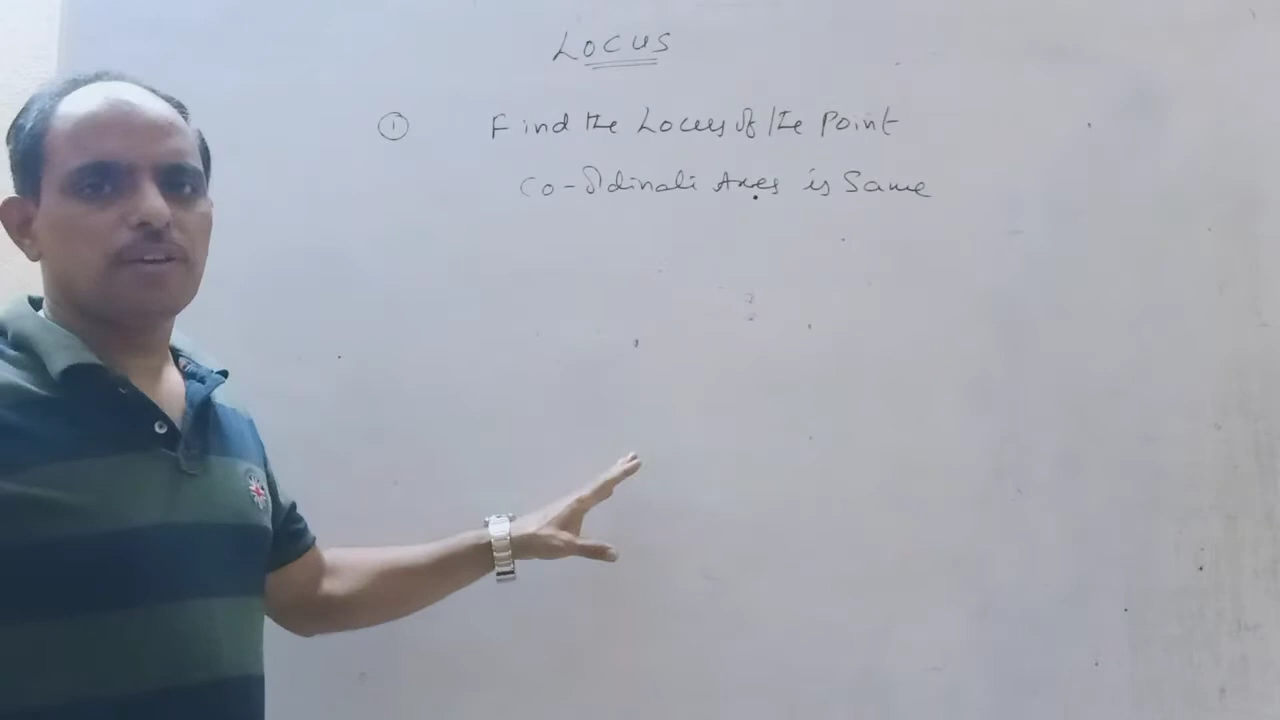 Locus
① Find the Locus of the Point
Co-ordinate Axes is Same